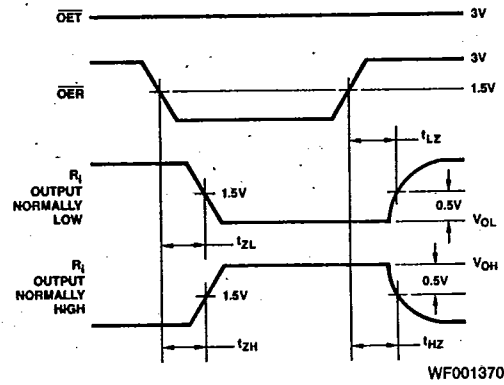 OET
3V
3V
OER
1.5V
tLZ
Ri
OUTPUT
NORMALLY
LOW
1.5V
0.5V
VOL
tZL
Ri
OUTPUT
NORMALLY
HIGH
VOH
0.5V
1.5V
tZH
tHZ
WF001370